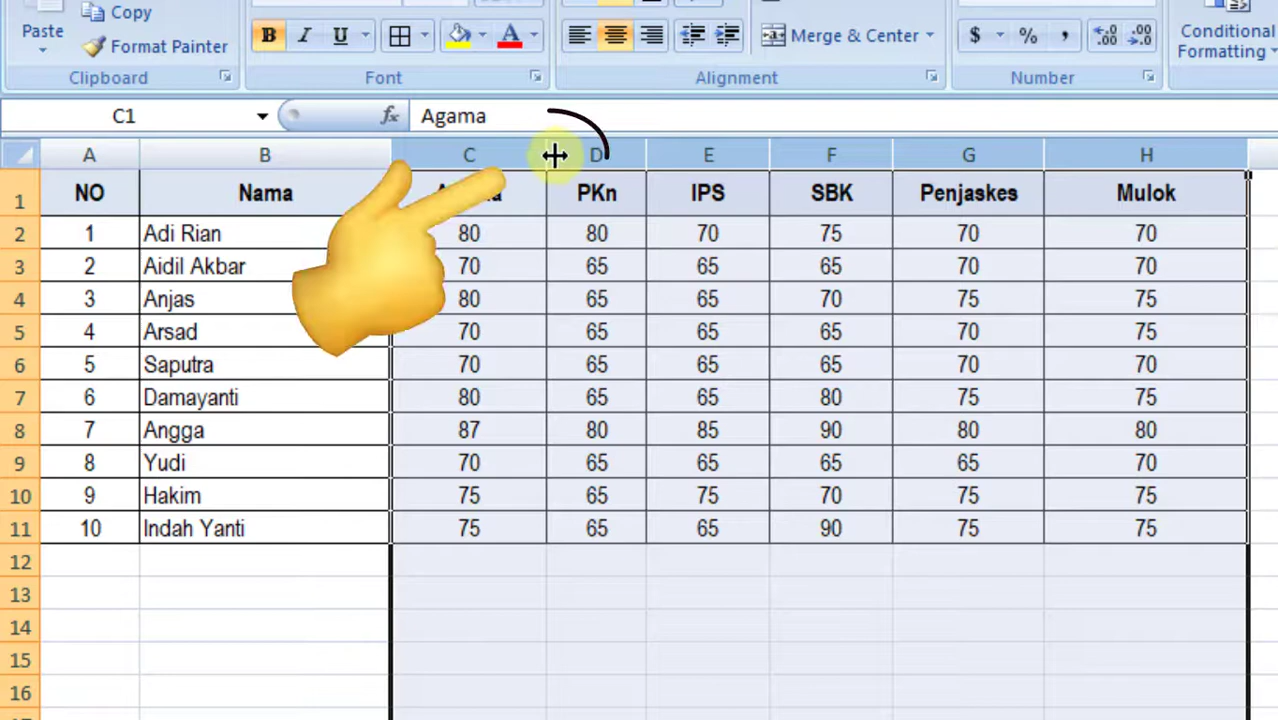 Copy
Paste
Format Painter
B I U A
Merge & Center
$ % ,
Conditional
Formatting
Clipboard Font Alignment Number
C1 fx Agama
A B C D E F G H
1 NO Nama PKn IPS SBK Penjaskes Mulok
2 1 Adi Rian 80 80 70 75 70 70
3 2 Aidil Akbar 70 65 65 65 70 70
4 3 Anjas 80 65 65 70 75 75
5 4 Arsad 70 65 65 65 70 75
6 5 Saputra 70 65 65 65 70 70
7 6 Damayanti 80 65 65 80 75 75
8 7 Angga 87 80 85 90 80 80
9 8 Yudi 70 65 65 65 65 70
10 9 Hakim 75 65 75 70 75 75
11 10 Indah Yanti 75 65 65 90 75 75
12
13
14
15
16